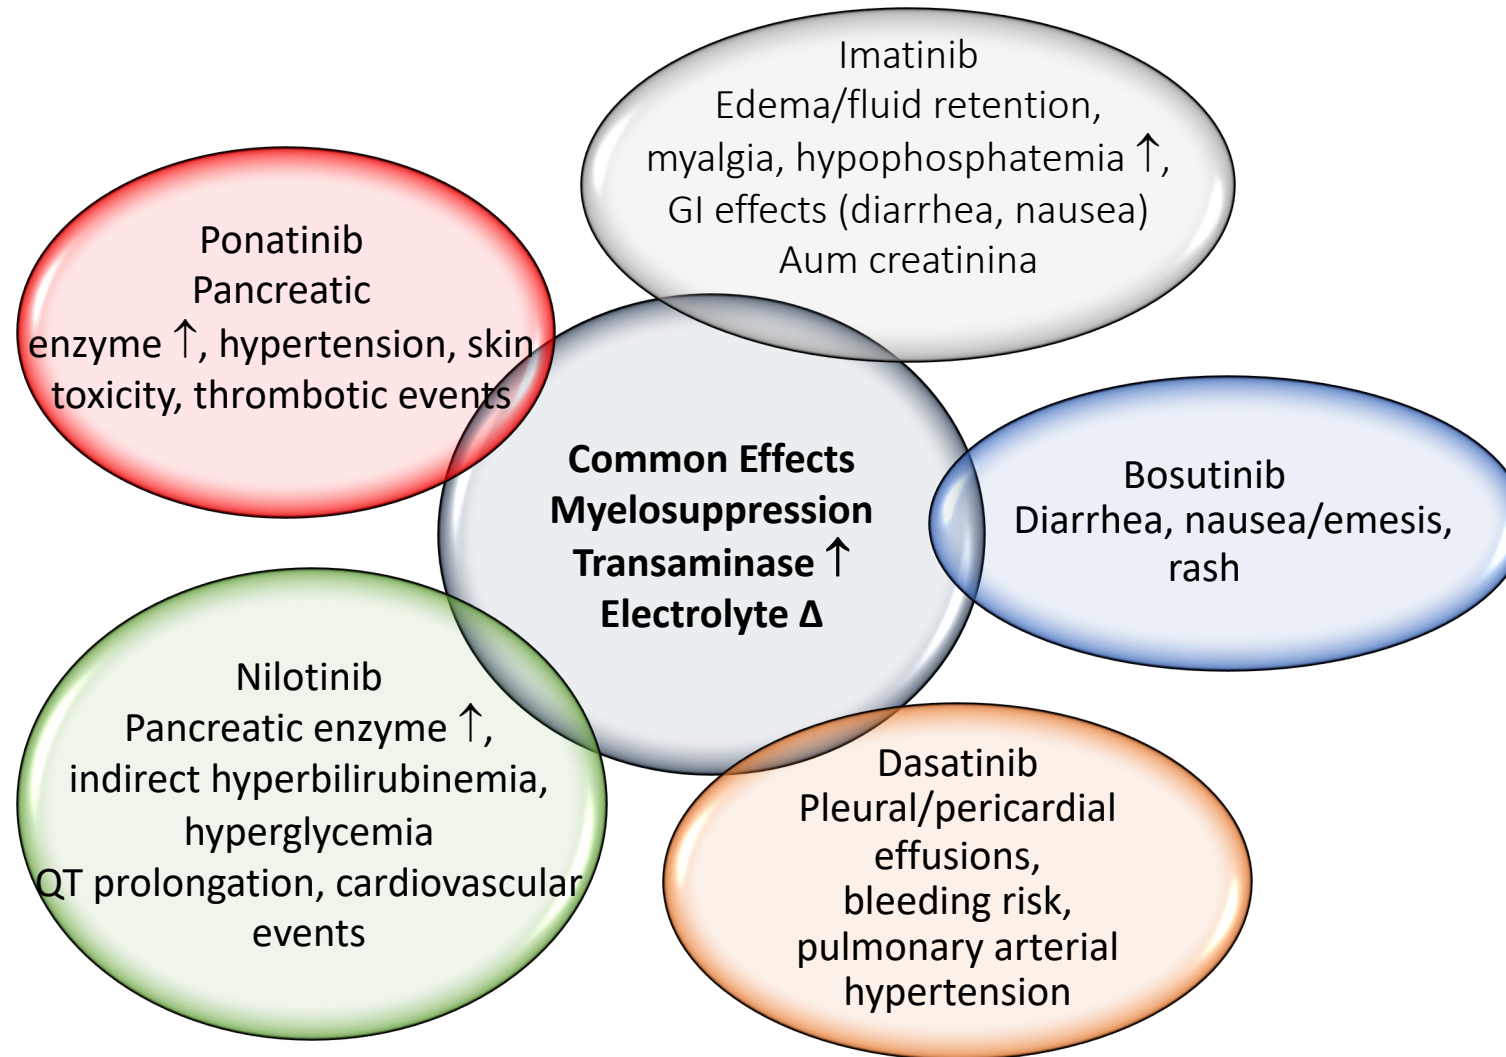 Imatinib
Edema/fluid retention,
myalgia, hypophosphatemia ↑,
GI effects (diarrhea, nausea)
Aum creatinina
Ponatinib
Pancreatic
enzyme ↑, hypertension, skin
toxicity, thrombotic events
Common Effects
Myelosuppression
Transaminase ↑
Electrolyte Δ
Bosutinib
Diarrhea, nausea/emesis,
rash
Nilotinib
Pancreatic enzyme ↑,
indirect hyperbilirubinemia,
hyperglycemia
QT prolongation, cardiovascular
events
Dasatinib
Pleural/pericardial
effusions,
bleeding risk,
pulmonary arterial
hypertension